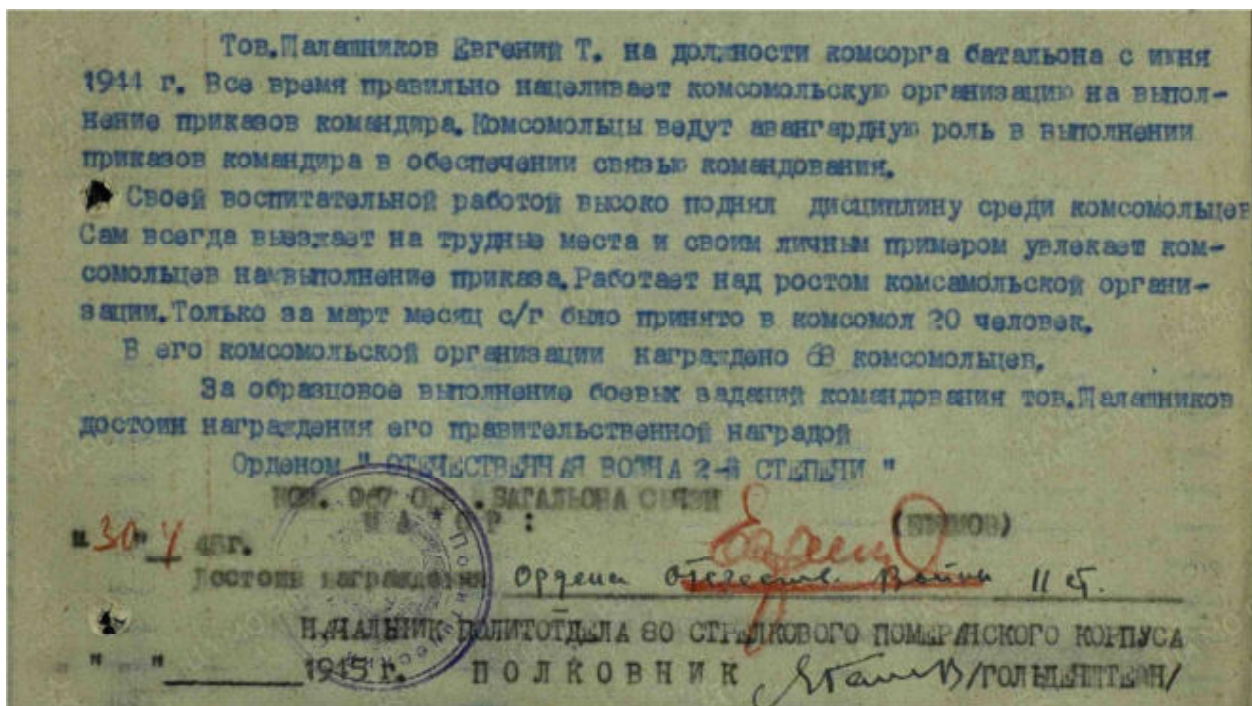 Тов.Палашников Евгений Т. на должности комсорга батальона с июня
1944 г. Все время правильно нацеливает комсомольскую организацию на выпол-
нение приказов командира.Комсомольцы ведут авангардную роль в выполнении
приказов командира в обеспечении связью командования.
Своей воспитательной работой высоко поднял дисциплину среди комсомольцев
Сам всегда выезжает на трудные места и своим личным примером увлекает ком-
сомольцев на выполнение приказа.Работает над ростом комсамольской органи-
зации.Только за март месяц с/г было принято в комсомол 20 человек.
В его комсомольской организации награждено 68 комсомольцев.
За образцовое выполнение боевых заданий командования тов.Палашников
достоин награждения его правительственной наградой
Орденом " ОТЕЧЕСТВЕННАЯ ВОЙНА 2-Й СТЕПЕНИ "
БАТАЛЬОНА СВЯЗИ
МАЙОР :
"30" 45г.
Достоин награждения ордена Отечеств. Войны II ст.
НАЧАЛЬНИК ПОЛИТОТДЕЛА 80 СТРЕЛКОВОГО ПОМЕРАНСКОГО КОРПУСА
" " 1945 г. ПОЛКОВНИК /ГОЛЬДЕНШТЕЙН/